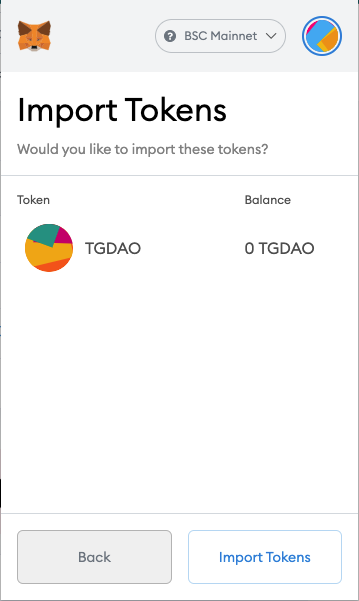 BSC Mainnet
Import Tokens
Would you like to import these tokens?
Token Balance
TGDAO 0 TGDAO
Back Import Tokens